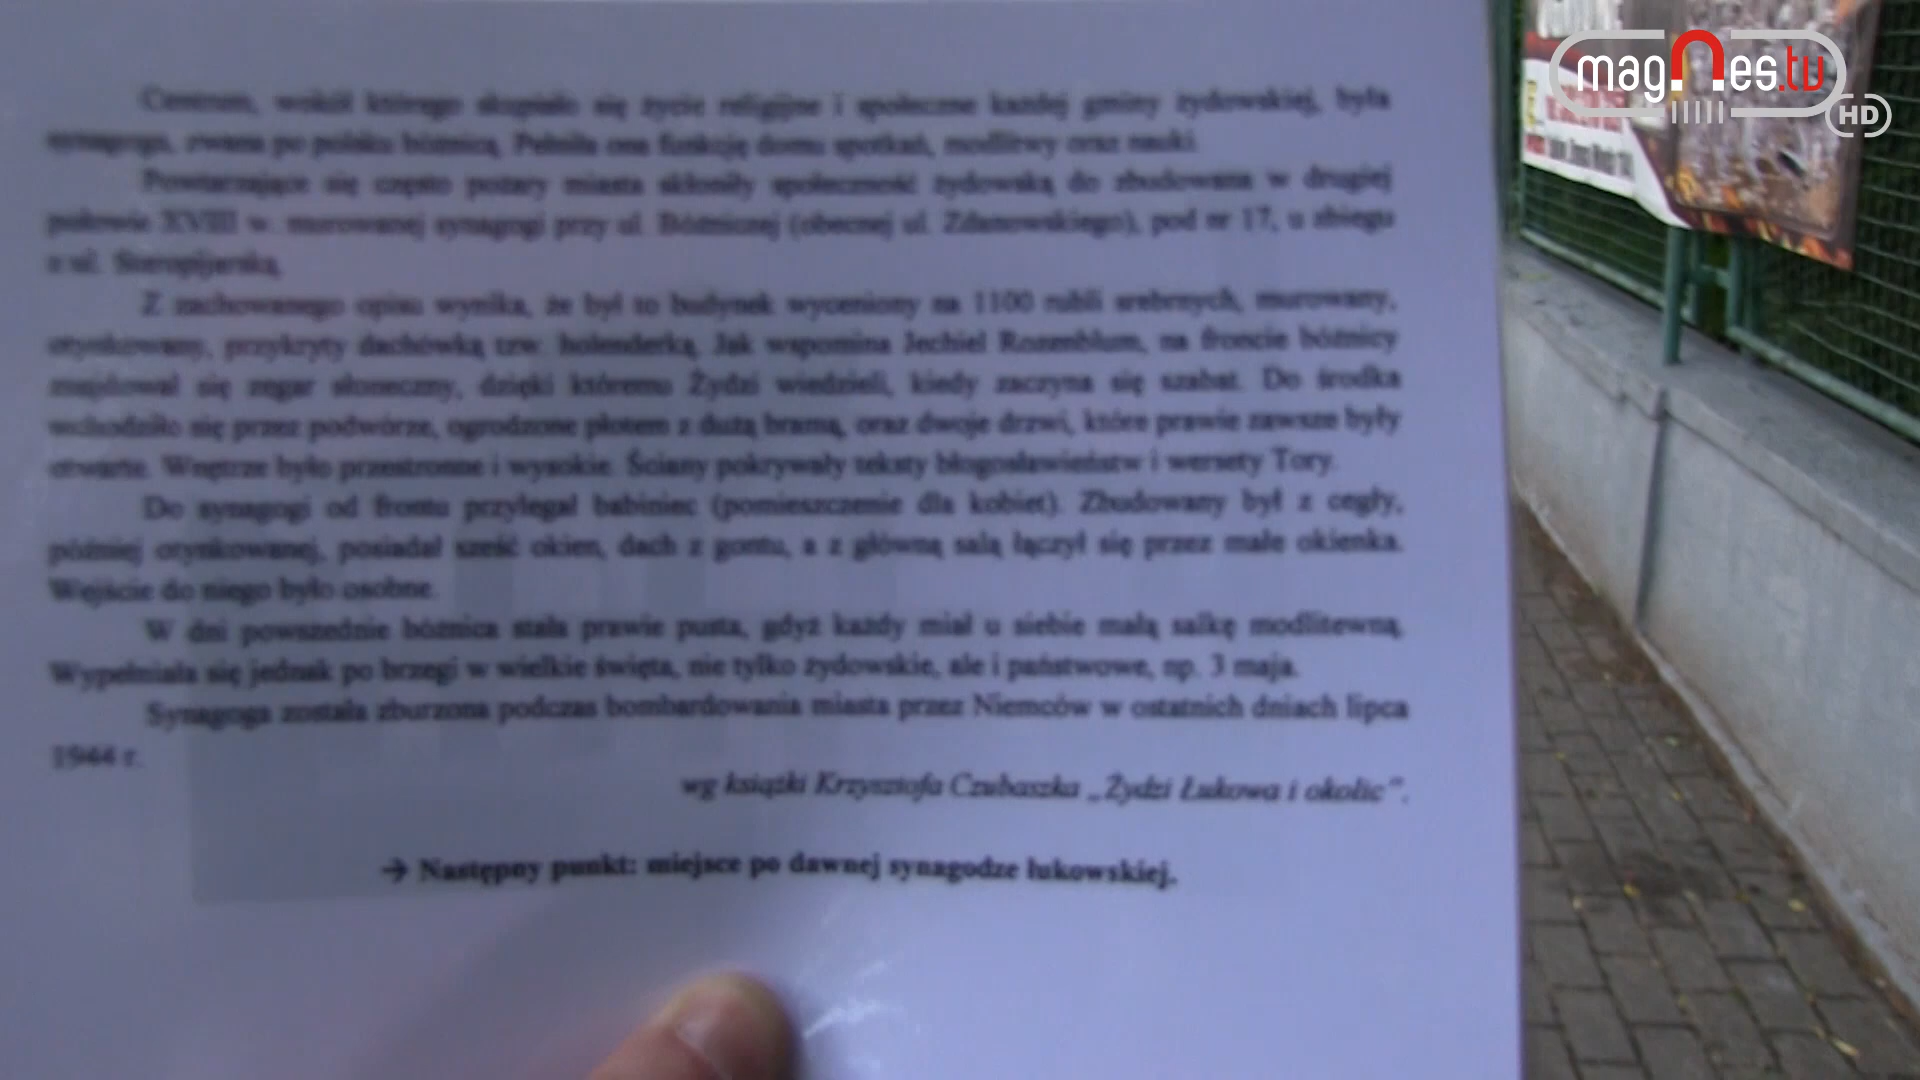 Centrum, wokół którego skupiało się życie religijne i społeczne każdej gminy żydowskiej, była
synagoga, zwana po polsku bóżnicą. Pełniła ona funkcję domu spotkań, modlitwy oraz nauki.
Powtarzające się często pożary miasta skłoniły społeczność żydowską do zbudowana w drugiej
połowie XVIII w. murowanej synagogi przy ul. Bóżniczej (obecnej ul. Zdanowskiego), pod nr 17, u zbiegu
z ul. Staropijarską.
Z zachowanego opisu wynika, że był to budynek wyceniony na 1100 rubli srebrnych, murowany,
otynkowany, przykryty dachówką tzw. holenderką. Jak wspomina Jechiel Rozenblum, na froncie bóżnicy
znajdował się zegar słoneczny, dzięki któremu Żydzi wiedzieli, kiedy zaczyna się szabat. Do środka
wchodziło się przez podwórze, ogrodzone płotem z dużą bramą, oraz dwoje drzwi, które prawie zawsze były
otwarte. Wnętrze było przestronne i wysokie. Ściany pokrywały teksty błogosławieństw i wersety Tory.
Do synagogi od frontu przylegał babiniec (pomieszczenie dla kobiet). Zbudowany był z cegły,
później otynkowanej, posiadał sześć okien, dach z gontu, a z główną salą łączył się przez małe okienka.
Wejście do niego było osobne.
W dni powszednie bóżnica stała prawie pusta, gdyż każdy miał u siebie małą salkę modlitewną.
Wypełniała się jednak po brzegi w wielkie święta, nie tylko żydowskie, ale i państwowe, np. 3 maja.
Synagoga została zburzona podczas bombardowania miasta przez Niemców w ostatnich dniach lipca
1944 r.
wg książki Krzysztofa Czubaszka „Żydzi Łukowa i okolic”.
→ Następny punkt: miejsce po dawnej synagodze łukowskiej.
magnes.tv
HD